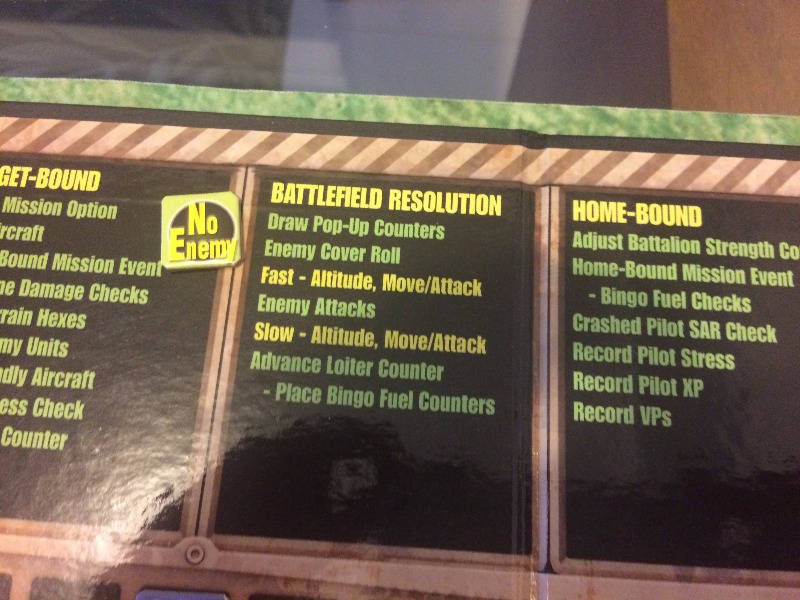 GET-BOUND
Mission Option
ircraft
Bound Mission Event
ne Damage Checks
rrain Hexes
my Units
ndly Aircraft
ess Check
Counter
No
Enemy
BATTLEFIELD RESOLUTION
Draw Pop-Up Counters
Enemy Cover Roll
Fast - Altitude, Move/Attack
Enemy Attacks
Slow - Altitude, Move/Attack
Advance Loiter Counter
- Place Bingo Fuel Counters
HOME-BOUND
Adjust Battalion Strength Co
Home-Bound Mission Event
- Bingo Fuel Checks
Crashed Pilot SAR Check
Record Pilot Stress
Record Pilot XP
Record VPs